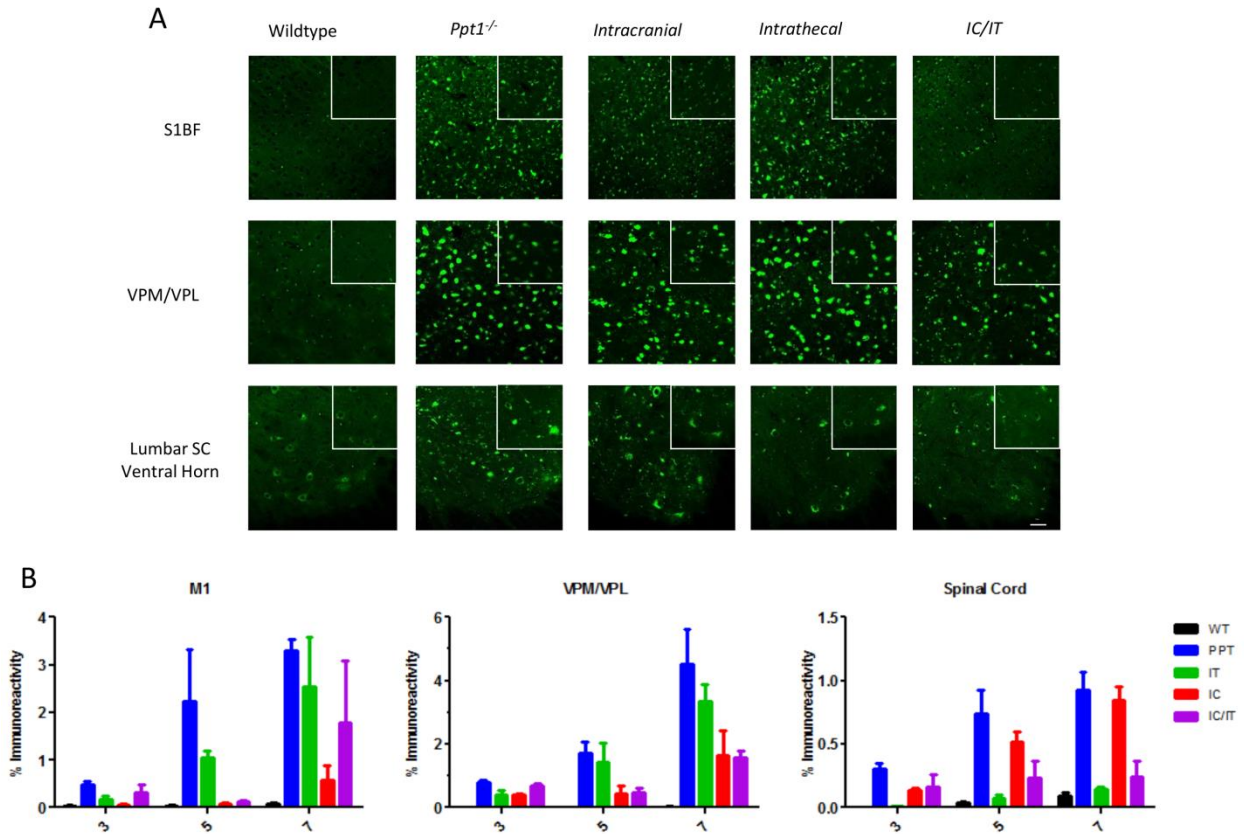 A
Wildtype Ppt1-/- Intracranial Intrathecal IC/IT
S1BF
VPM/VPL
Lumbar SC
Ventral Horn
B
M1
% Immunoreactivity
4
3
2
1
0
3 5 7
VPM/VPL
% Immunoreactivity
6
4
2
0
3 5 7
Spinal Cord
% Immunoreactivity
1.5
1.0
0.5
0.0
3 5 7
WT
PPT
IT
IC
IC/IT